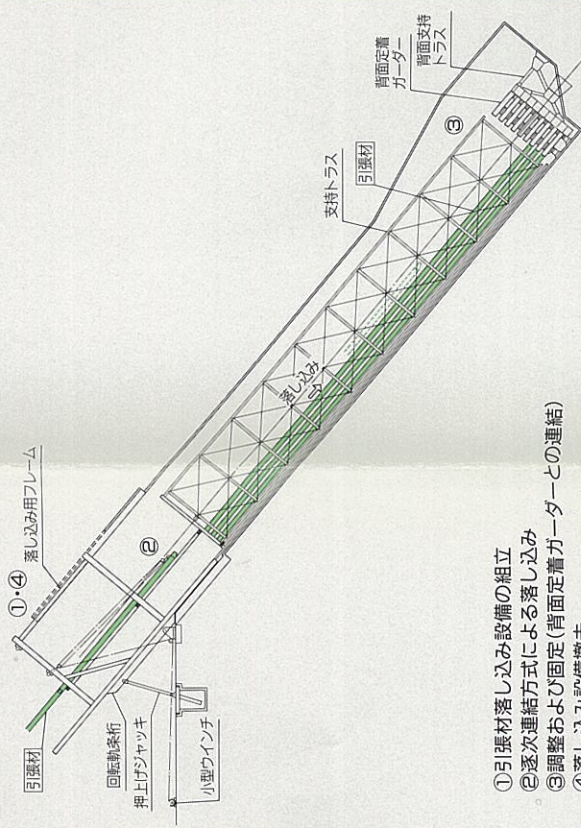 ①・④
落し込み用フレーム
②
引張材
回転軌条桁
押上げジャッキ
小型ウインチ
落し込み
支持トラス
引張材
③
背面定着
ガーダー
背面支持
トラス
①引張材落し込み設備の組立
②逐次連結方式による落し込み
③調整および固定(背面定着ガーダーとの連結)
④落し込み設備撤去